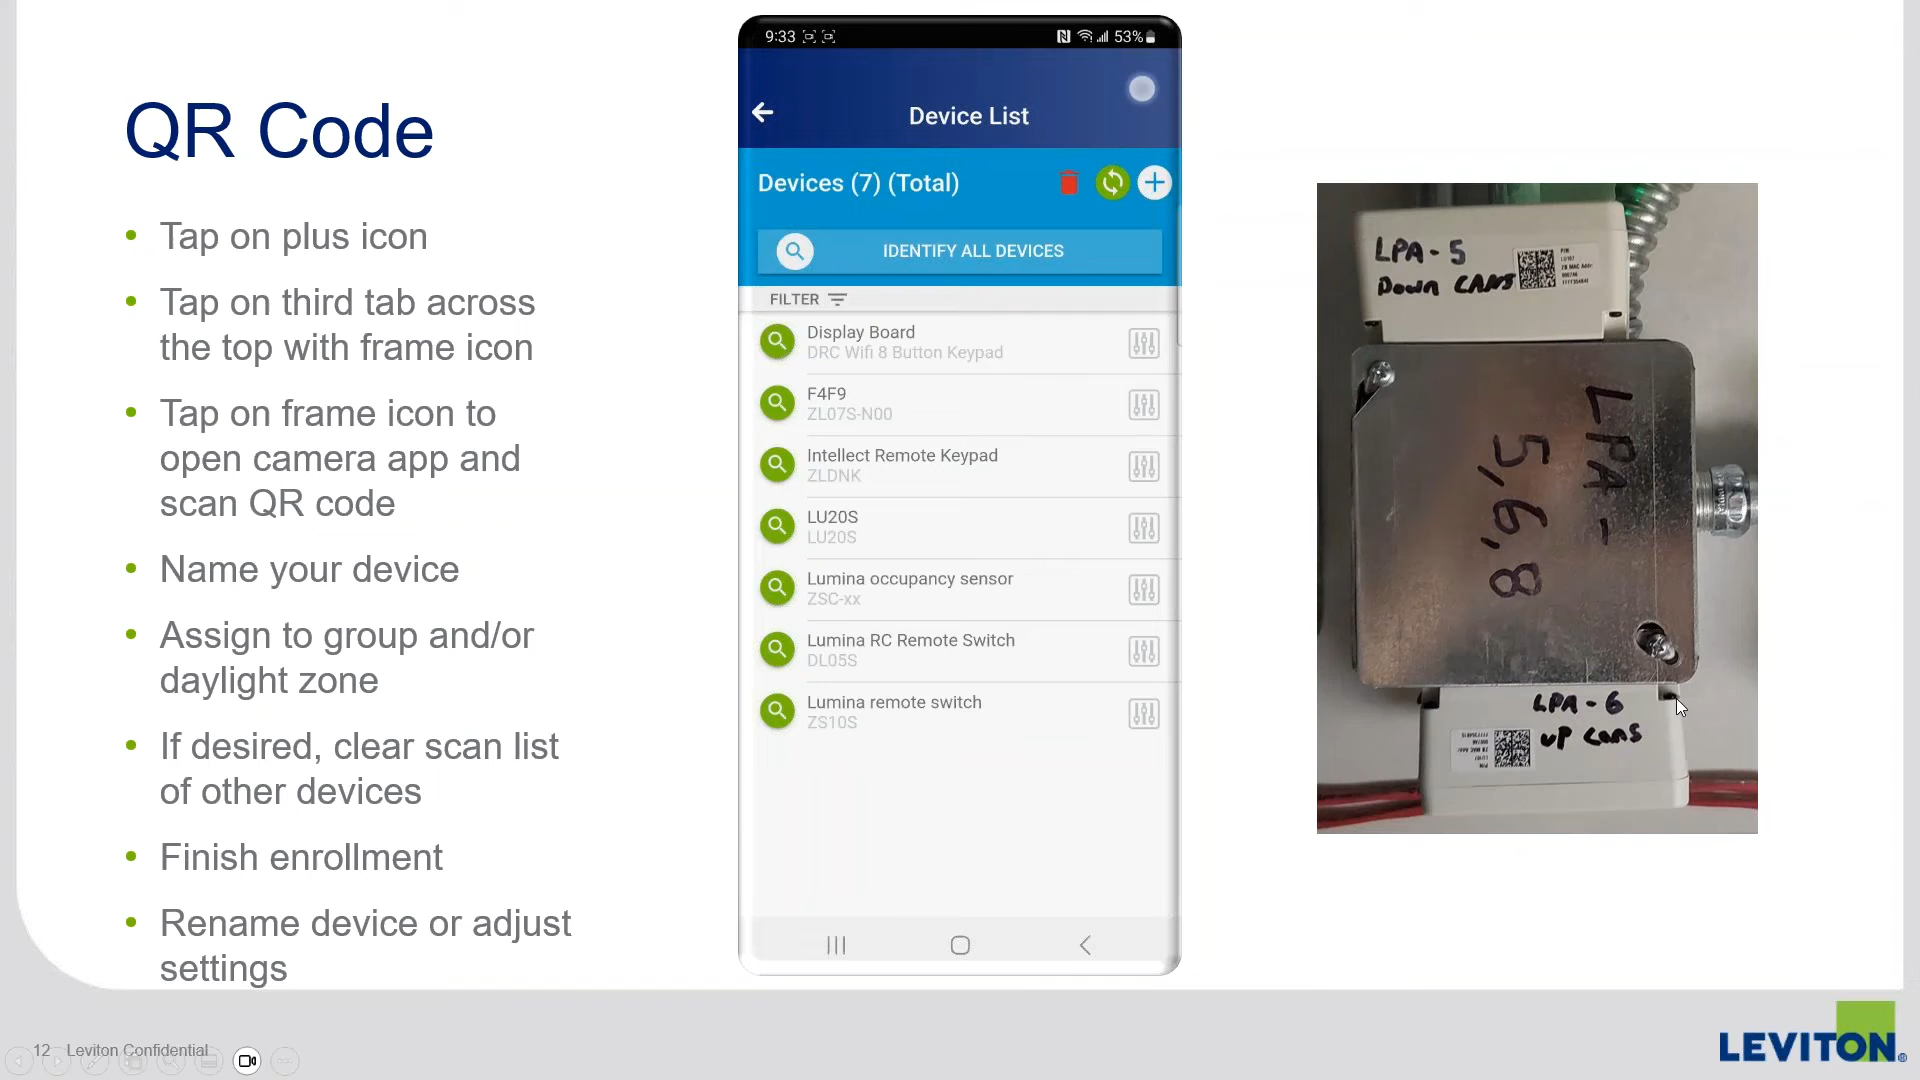 QR Code
• Tap on plus icon
• Tap on third tab across
the top with frame icon
• Tap on frame icon to
open camera app and
scan QR code
• Name your device
• Assign to group and/or
daylight zone
• If desired, clear scan list
of other devices
• Finish enrollment
• Rename device or adjust
settings
9:33
53%
Device List
Devices (7) (Total)
IDENTIFY ALL DEVICES
FILTER
Display Board
DRC Wifi 8 Button Keypad
F4F9
ZL07S-N00
Intellect Remote Keypad
ZLDNK
LU20S
LU20S
Lumina occupancy sensor
ZSC-xx
Lumina RC Remote Switch
DL05S
Lumina remote switch
ZS10S
LPA-5
Down CANS
P/N
ZB MAC Addr:
LPA-
5,6,8
LPA-6
UP CANS
12 Leviton Confidential
LEVITON